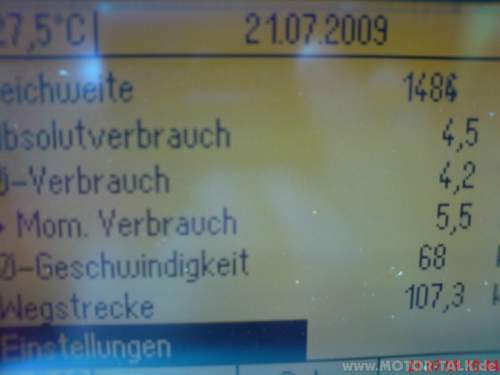 27,5°C 21.07.2009
eichweite 1484
bsolutverbrauch 4,5
Ø-Verbrauch 4,2
Mom. Verbrauch 5,5
Ø-Geschwindigkeit 68
Wegstrecke 107,3
Einstellungen
www.MOTOR-TALK.de